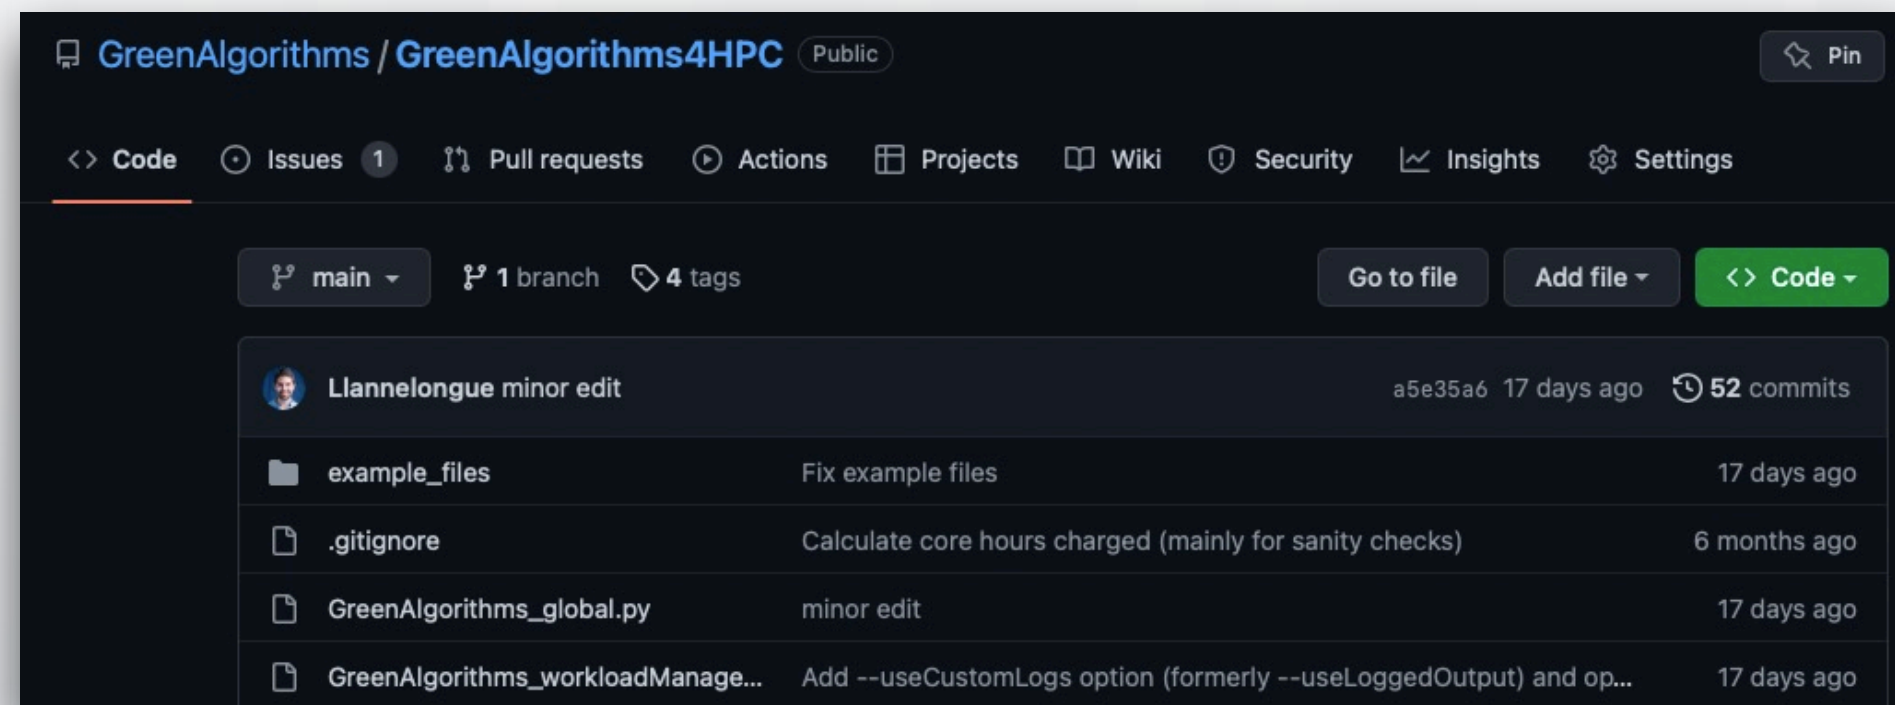 GreenAlgorithms / GreenAlgorithms4HPC Public Pin
Code Issues 1 Pull requests Actions Projects Wiki Security Insights Settings
main 1 branch 4 tags Go to file Add file Code
Llannelongue minor edit a5e35a6 17 days ago 52 commits
example_files Fix example files 17 days ago
.gitignore Calculate core hours charged (mainly for sanity checks) 6 months ago
GreenAlgorithms_global.py minor edit 17 days ago
GreenAlgorithms_workloadManage... Add --useCustomLogs option (formerly --useLoggedOutput) and op... 17 days ago